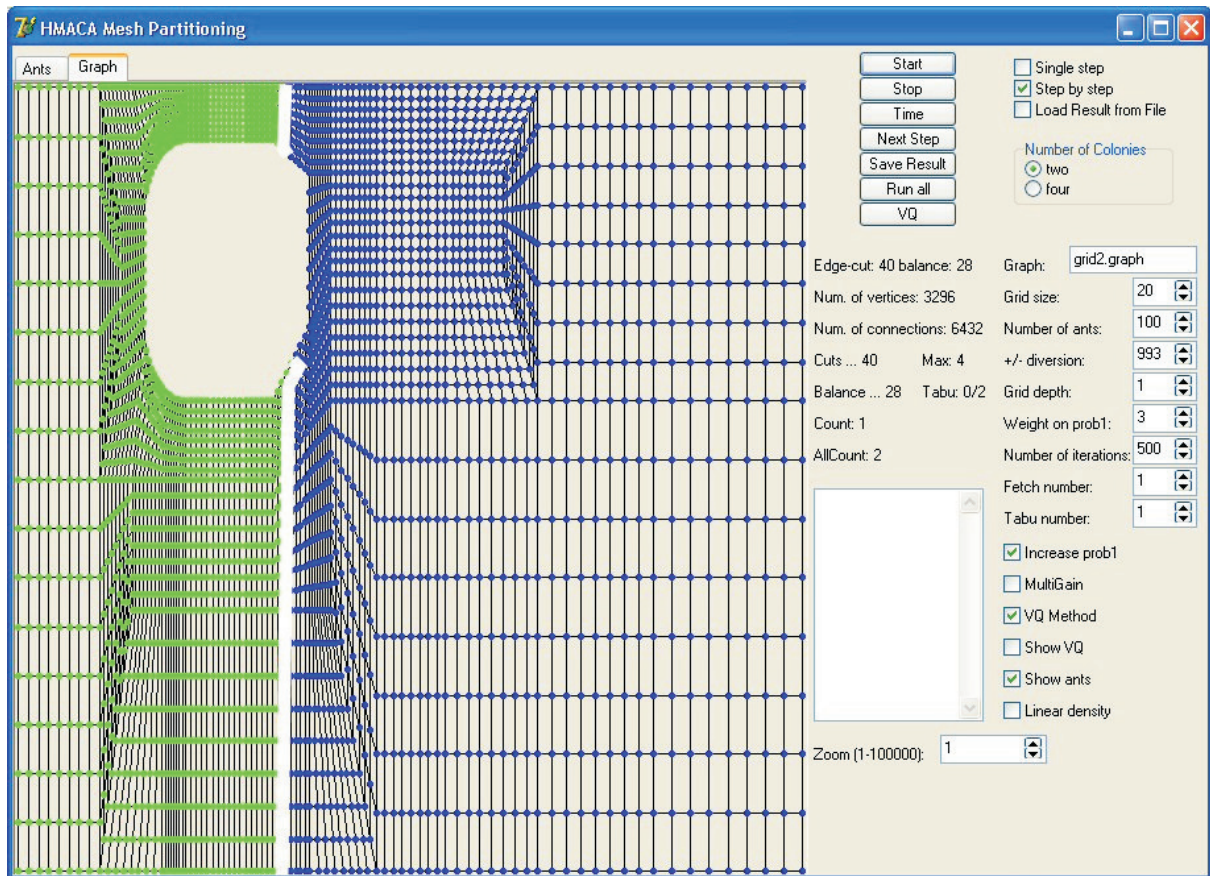 HMACA Mesh Partitioning
Ants Graph
Start
Stop
Time
Next Step
Save Result
Run all
VQ
Single step
Step by step
Load Result from File
Number of Colonies
two
four
Edge-cut: 40 balance: 28
Num. of vertices: 3296
Num. of connections: 6432
Cuts ... 40 Max: 4
Balance ... 28 Tabu: 0/2
Count: 1
AllCount: 2
Graph: grid2.graph
Grid size: 20
Number of ants: 100
+/- diversion: 993
Grid depth: 1
Weight on prob1: 3
Number of iterations: 500
Fetch number: 1
Tabu number: 1
Increase prob1
MultiGain
VQ Method
Show VQ
Show ants
Linear density
Zoom (1-100000): 1